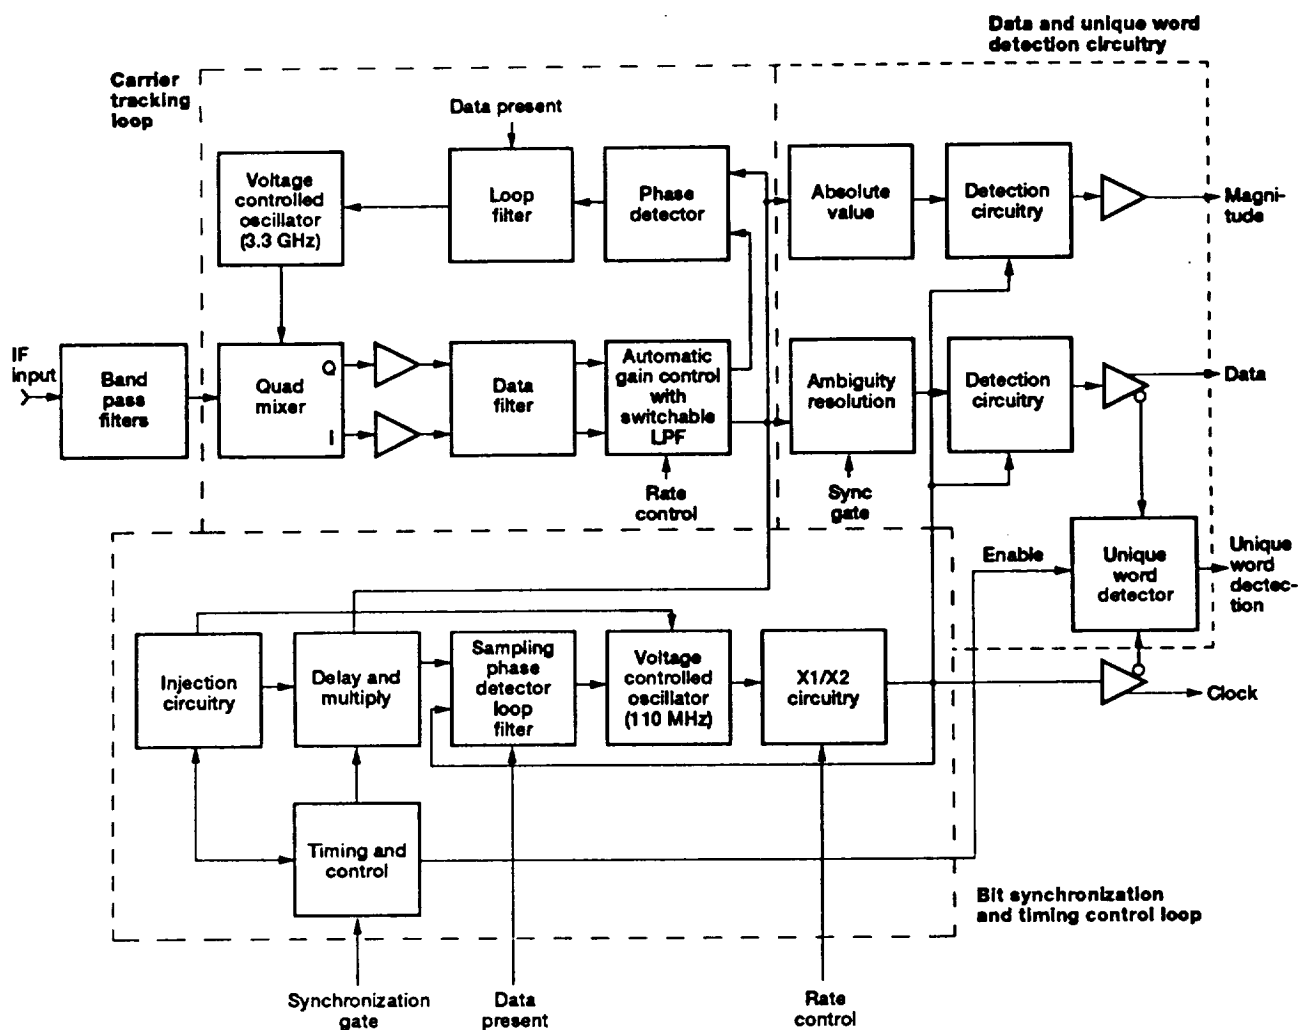 Data and unique word
detection circuitry
Carrier
tracking
loop
Data present
Voltage
controlled
oscillator
(3.3 GHz)
Loop
filter
Phase
detector
Absolute
value
Detection
circuitry
Magni-
tude
IF
input
Band
pass
filters
Quad
mixer
Q
I
Data
filter
Automatic
gain control
with
switchable
LPF
Ambiguity
resolution
Detection
circuitry
Data
Rate
control
Sync
gate
Enable
Unique
word
detector
Unique
word
dectec-
tion
Injection
circuitry
Delay and
multiply
Sampling
phase
detector
loop
filter
Voltage
controlled
oscillator
(110 MHz)
X1/X2
circuitry
Clock
Timing and
control
Bit synchronization
and timing control loop
Synchronization
gate
Data
present
Rate
control